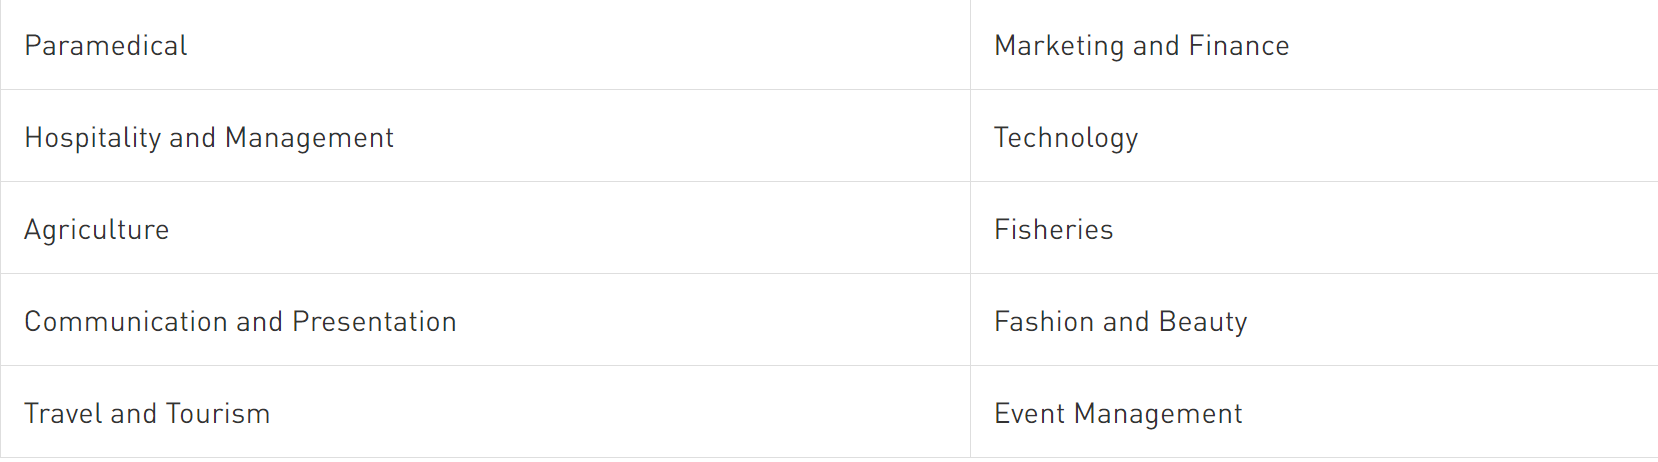 Paramedical
Marketing and Finance
Hospitality and Management
Technology
Agriculture
Fisheries
Communication and Presentation
Fashion and Beauty
Travel and Tourism
Event Management